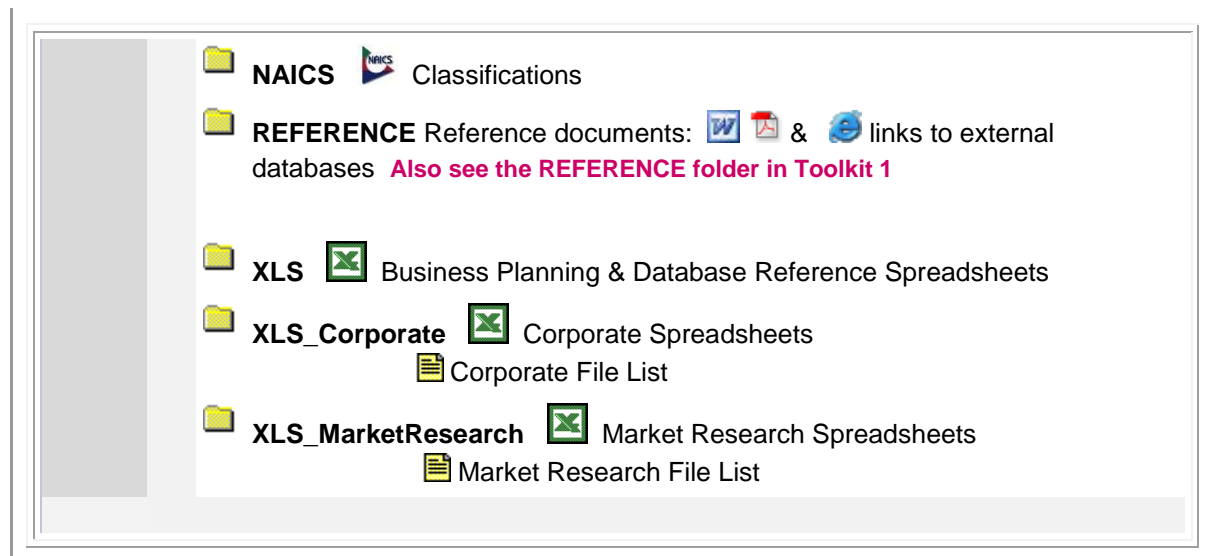 NAICS NAICS Classifications
REFERENCE Reference documents: W & links to external
databases Also see the REFERENCE folder in Toolkit 1
XLS Business Planning & Database Reference Spreadsheets
XLS_Corporate Corporate Spreadsheets
Corporate File List
XLS_MarketResearch Market Research Spreadsheets
Market Research File List